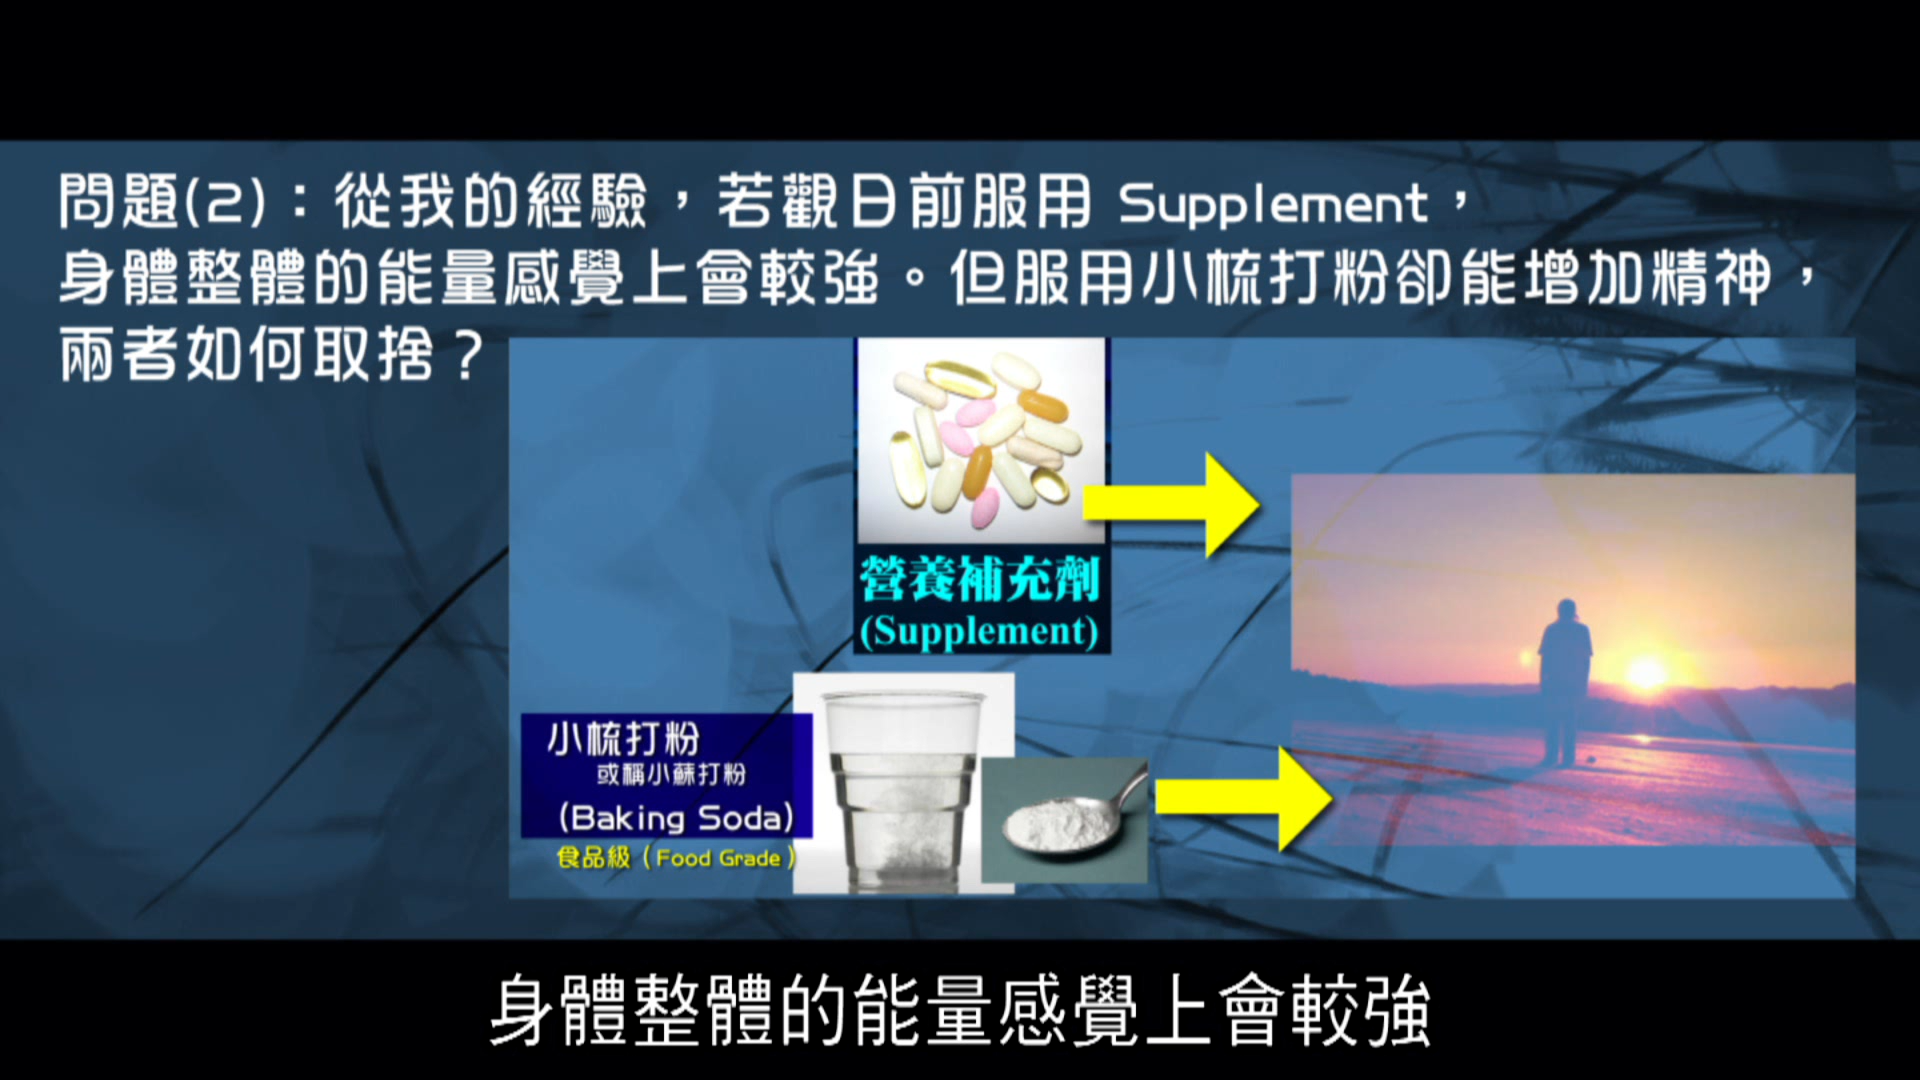 問題(2)：從我的經驗，若觀日前服用 Supplement，
身體整體的能量感覺上會較強。但服用小梳打粉卻能增加精神，
兩者如何取捨？
營養補充劑
(Supplement)
小梳打粉
或稱小蘇打粉
(Baking Soda)
食品級（Food Grade）
身體整體的能量感覺上會較強